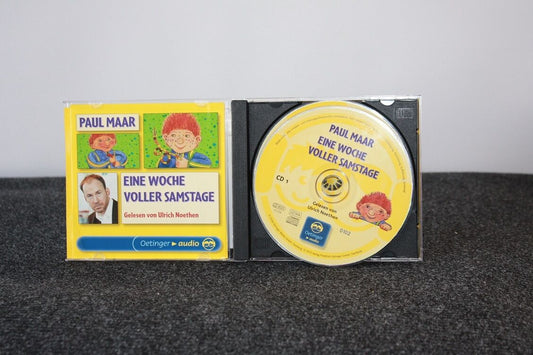 PAUL MAAR
EINE WOCHE
VOLLER SAMSTAGE
Gelesen von Ulrich Noethen
Oetinger audio
PAUL MAAR
EINE WOCHE
VOLLER SAMSTAGE
CD 1
Gelesen von
Ulrich Noethen
Oetinger
audio